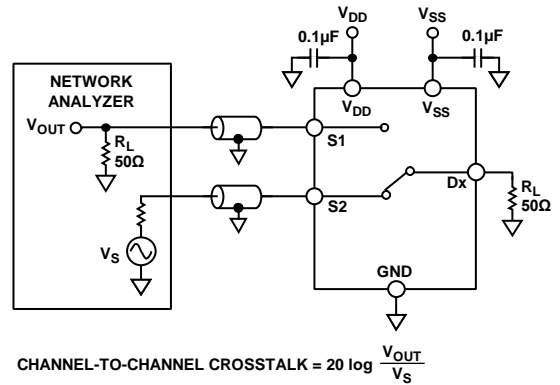 V_DD
V_SS
0.1µF
0.1µF
NETWORK
ANALYZER
V_DD
V_SS
V_OUT
R_L
50Ω
S1
S2
Dx
R_L
50Ω
V_S
GND
CHANNEL-TO-CHANNEL CROSSTALK = 20 log V_OUT
V_S